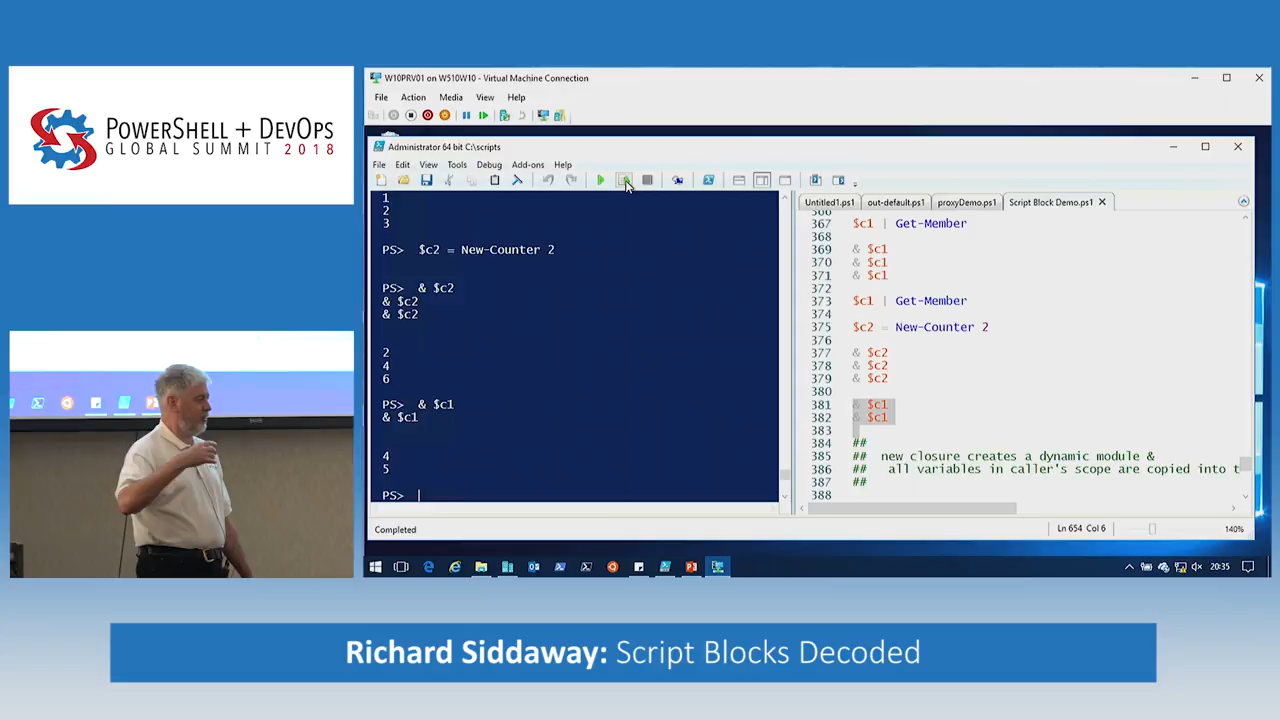 POWERSHELL + DEVOPS
GLOBAL SUMMIT 2018
W10PRV01 on W510W10 - Virtual Machine Connection
File Action Media View Help
Administrator 64 bit C:\scripts
File Edit View Tools Debug Add-ons Help
1
2
3
PS> $c2 = New-Counter 2
PS> & $c2
& $c2
& $c2
2
4
6
PS> & $c1
& $c1
4
5
PS>
Completed
Untitled1.ps1 out-default.ps1 proxyDemo.ps1 Script Block Demo.ps1
366
367 $c1 | Get-Member
368
369 & $c1
370 & $c1
371 & $c1
372
373 $c1 | Get-Member
374
375 $c2 = New-Counter 2
376
377 & $c2
378 & $c2
379 & $c2
380
381 & $c1
382 & $c1
383
384 ##
385 ## new closure creates a dynamic module &
386 ## all variables in caller's scope are copied into t
387 ##
388
Ln 654 Col 6 140%
20:35
Richard Siddaway: Script Blocks Decoded